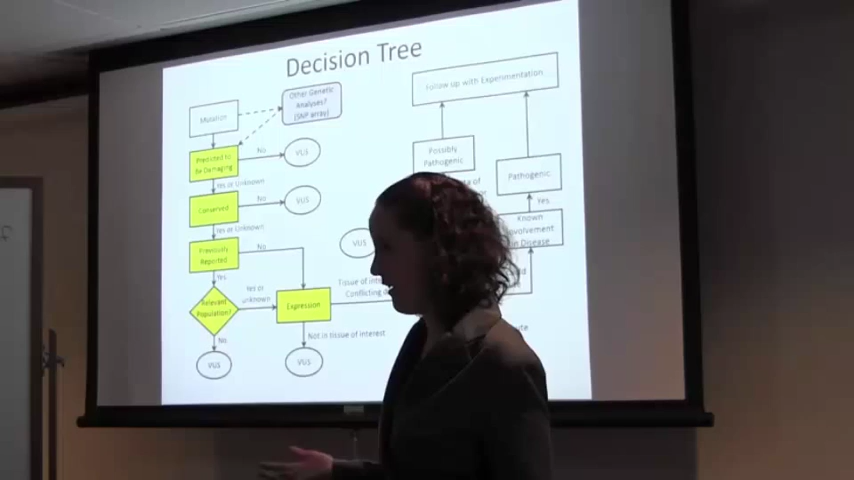 Decision Tree
Mutation
Other Genetic
Analyses?
(SNP array)
Follow up with Experimentation
Predicted to
Be Damaging
No
VUS
Possibly
Pathogenic
Yes or Unknown
Pathogenic
Conserved
No
VUS
Yes
Yes or Unknown
Previously
Reported
No
VUS
Known
Involvement
in Disease
Yes
Yes or
unknown
Tissue of
Conflicting
Relevant
Population?
Expression
No
Not in tissue of interest
VUS
VUS